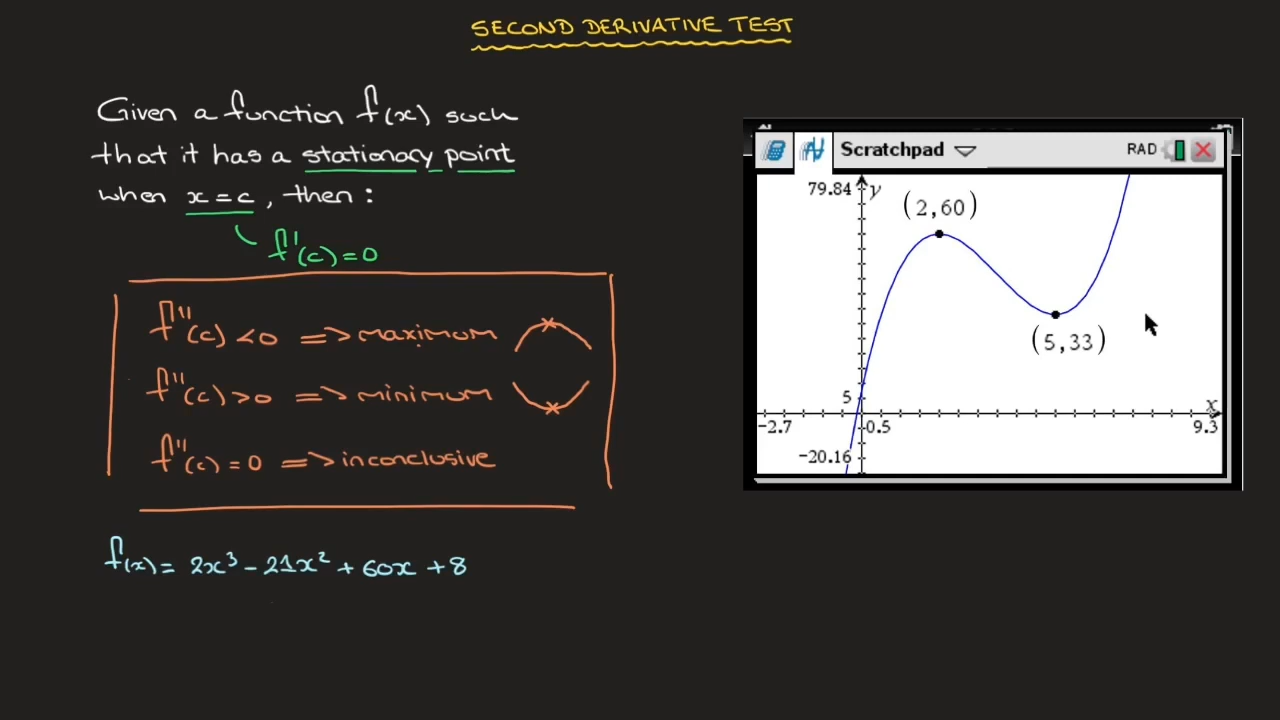 SECOND DERIVATIVE TEST
Given a function f(x) such
that it has a stationary point
when x=c, then:
f'(c)=0
f''(c)<0 => maximum
f''(c)>0 => minimum
f''(c)=0 => inconclusive
f(x)= 2x³ - 21x² + 60x + 8
Scratchpad RAD
79.84 y
(2,60)
(5,33)
5
x
-2.7 0.5 9.3
-20.16